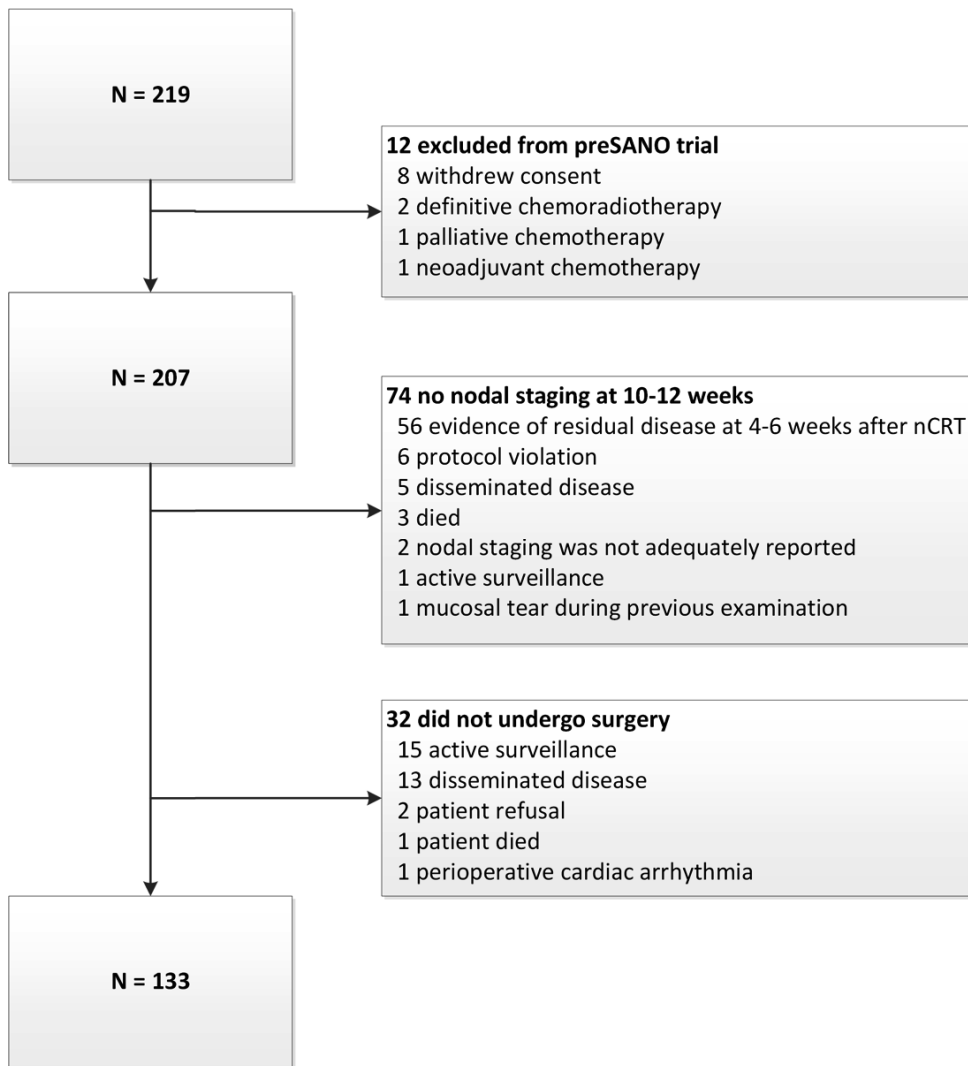 N = 219
12 excluded from preSANO trial
8 withdrew consent
2 definitive chemoradiotherapy
1 palliative chemotherapy
1 neoadjuvant chemotherapy
N = 207
74 no nodal staging at 10-12 weeks
56 evidence of residual disease at 4-6 weeks after nCRT
6 protocol violation
5 disseminated disease
3 died
2 nodal staging was not adequately reported
1 active surveillance
1 mucosal tear during previous examination
32 did not undergo surgery
15 active surveillance
13 disseminated disease
2 patient refusal
1 patient died
1 perioperative cardiac arrhythmia
N = 133